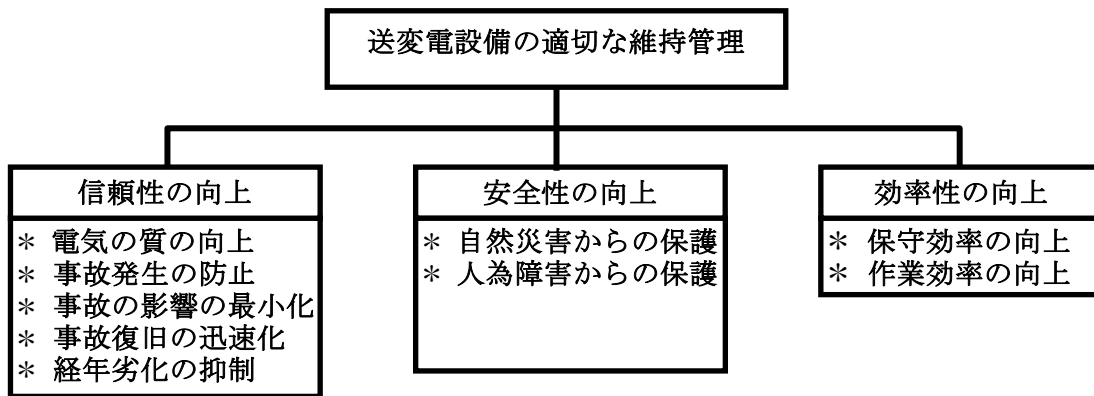 送変電設備の適切な維持管理
信頼性の向上
* 電気の質の向上
* 事故発生の防止
* 事故の影響の最小化
* 事故復旧の迅速化
* 経年劣化の抑制
安全性の向上
* 自然災害からの保護
* 人為障害からの保護
効率性の向上
* 保守効率の向上
* 作業効率の向上